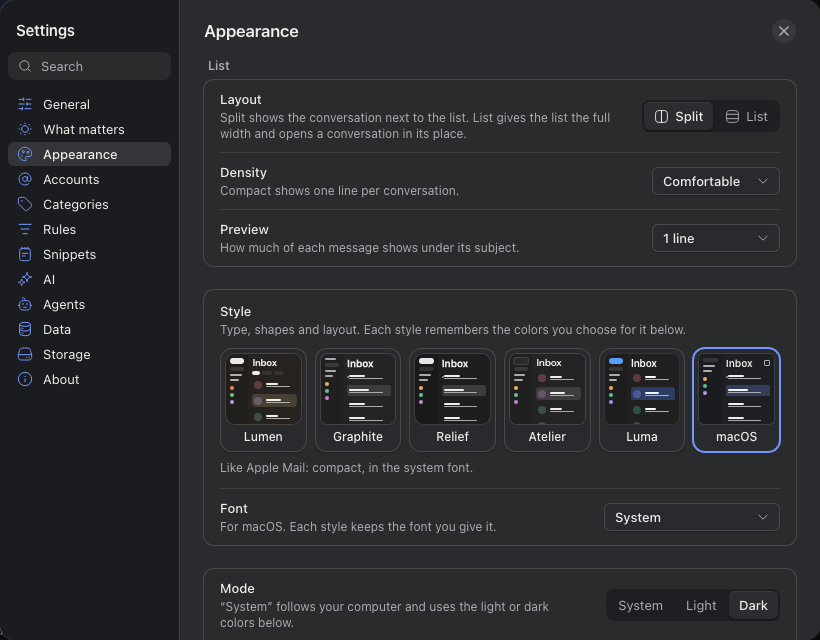 Settings
Search
General
What matters
Appearance
Accounts
Categories
Rules
Snippets
AI
Agents
Data
Storage
About
Appearance
List
Layout
Split shows the conversation next to the list. List gives the list the full
width and opens a conversation in its place.
Split
List
Density
Compact shows one line per conversation.
Comfortable
Preview
How much of each message shows under its subject.
1 line
Style
Type, shapes and layout. Each style remembers the colors you choose for it below.
Inbox
Inbox
Inbox
Inbox
Inbox
Inbox
Lumen
Graphite
Relief
Atelier
Luma
macOS
Like Apple Mail: compact, in the system font.
Font
For macOS. Each style keeps the font you give it.
System
Mode
“System” follows your computer and uses the light or dark
colors below.
System
Light
Dark